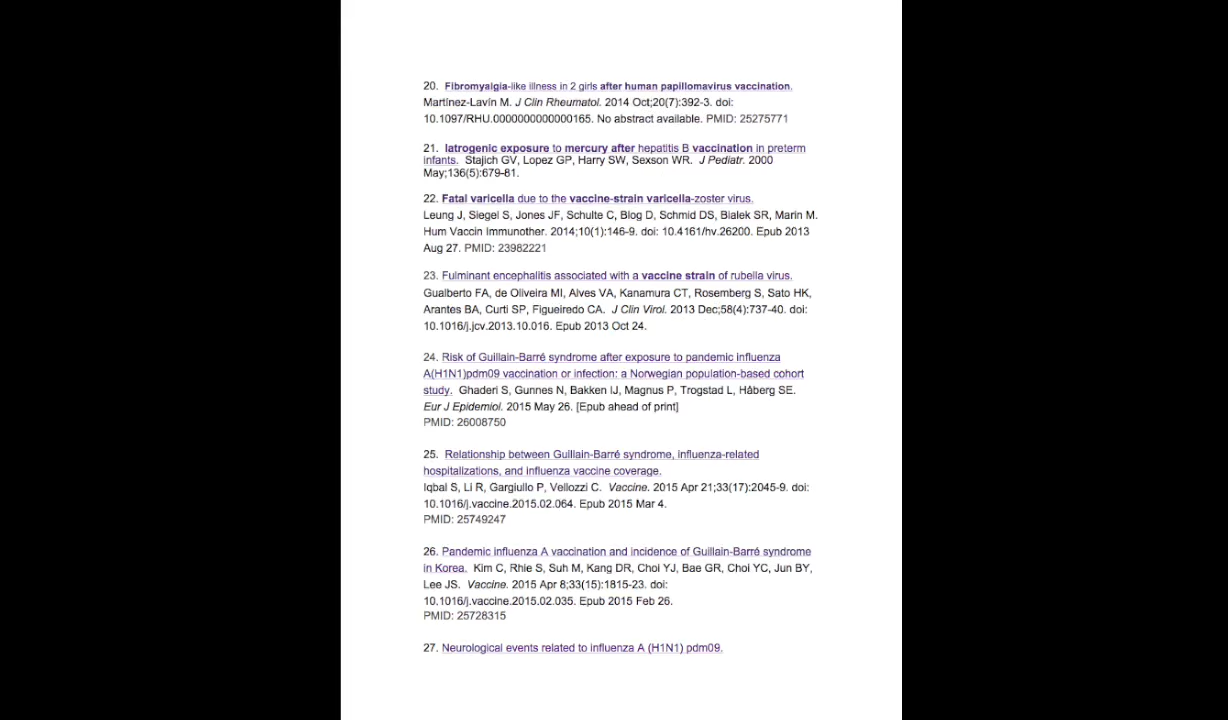 20. Fibromyalgia-like illness in 2 girls after human papillomavirus vaccination.
Martínez-Lavín M. J Clin Rheumatol. 2014 Oct;20(7):392-3. doi:
10.1097/RHU.0000000000000165. No abstract available. PMID: 25275771
21. Iatrogenic exposure to mercury after hepatitis B vaccination in preterm
infants. Stajich GV, Lopez GP, Harry SW, Sexson WR. J Pediatr. 2000
May;136(5):679-81.
22. Fatal varicella due to the vaccine-strain varicella-zoster virus.
Leung J, Siegel S, Jones JF, Schulte C, Blog D, Schmid DS, Bialek SR, Marin M.
Hum Vaccin Immunother. 2014;10(1):146-9. doi: 10.4161/hv.26200. Epub 2013
Aug 27. PMID: 23982221
23. Fulminant encephalitis associated with a vaccine strain of rubella virus.
Gualberto FA, de Oliveira MI, Alves VA, Kanamura CT, Rosemberg S, Sato HK,
Arantes BA, Curti SP, Figueiredo CA. J Clin Virol. 2013 Dec;58(4):737-40. doi:
10.1016/j.jcv.2013.10.016. Epub 2013 Oct 24.
24. Risk of Guillain-Barré syndrome after exposure to pandemic influenza
A(H1N1)pdm09 vaccination or infection: a Norwegian population-based cohort
study. Ghaderi S, Gunnes N, Bakken IJ, Magnus P, Trogstad L, Håberg SE.
Eur J Epidemiol. 2015 May 26. [Epub ahead of print]
PMID: 26008750
25. Relationship between Guillain-Barré syndrome, influenza-related
hospitalizations, and influenza vaccine coverage.
Iqbal S, Li R, Gargiullo P, Vellozzi C. Vaccine. 2015 Apr 21;33(17):2045-9. doi:
10.1016/j.vaccine.2015.02.064. Epub 2015 Mar 4.
PMID: 25749247
26. Pandemic influenza A vaccination and incidence of Guillain-Barré syndrome
in Korea. Kim C, Rhie S, Suh M, Kang DR, Choi YJ, Bae GR, Choi YC, Jun BY,
Lee JS. Vaccine. 2015 Apr 8;33(15):1815-23. doi:
10.1016/j.vaccine.2015.02.035. Epub 2015 Feb 26.
PMID: 25728315
27. Neurological events related to influenza A (H1N1) pdm09.